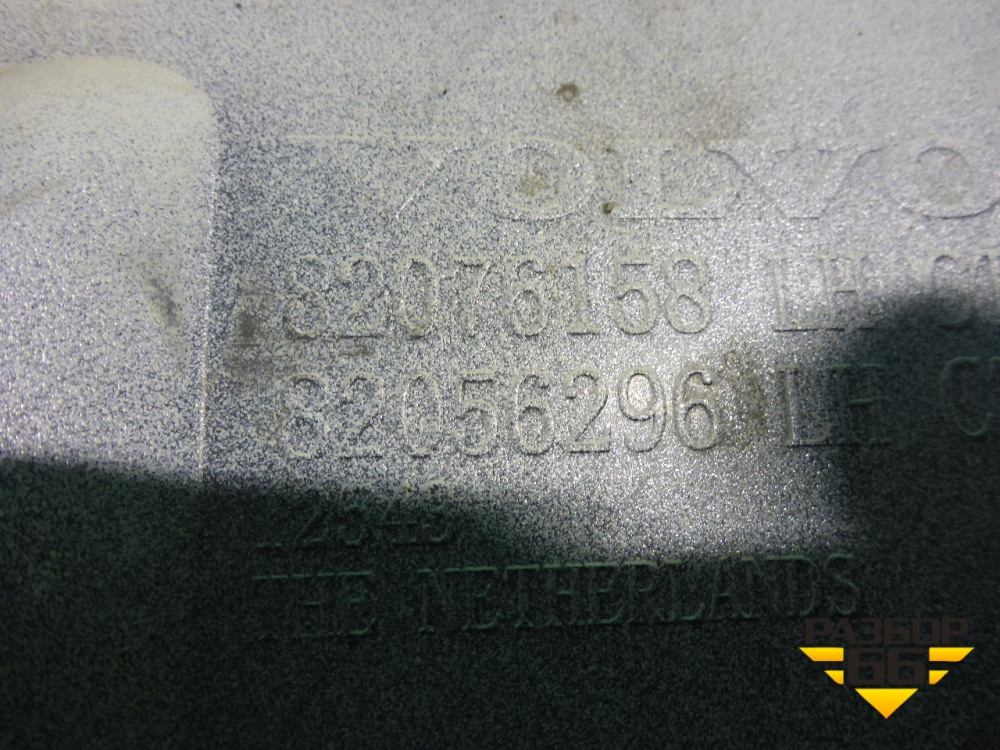 VOLVO
82076158 LH
82056296 LH
THE NETHERLANDS
РАЗБОР
66